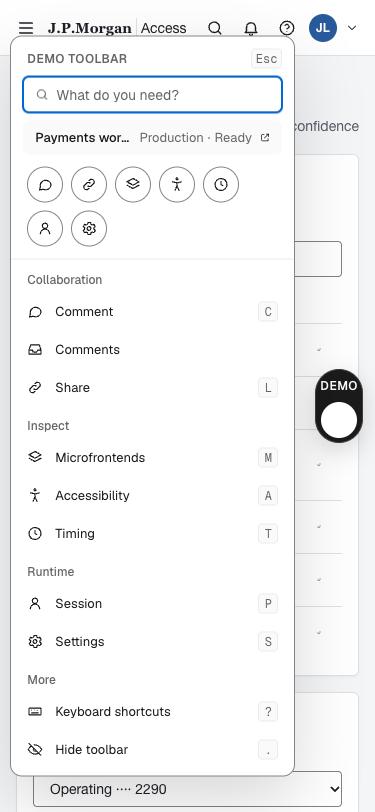 J.P.Morgan Access JL
DEMO TOOLBAR Esc
What do you need?
Payments wor... Production · Ready
confidence
Collaboration
Comment C
Comments
Share L
DEMO
Inspect
Microfrontends M
Accessibility A
Timing T
Runtime
Session P
Settings S
More
Keyboard shortcuts ?
Hide toolbar .
Operating ···· 2290